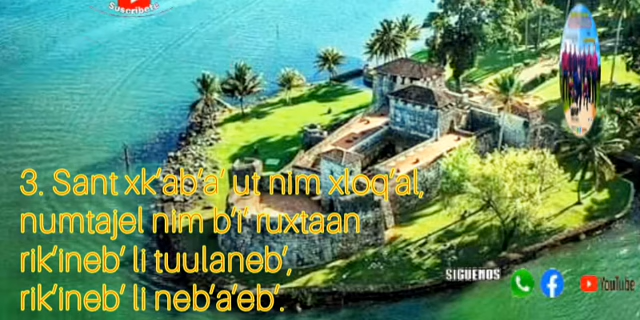 Suscribete
3. Sant xk'ab'a' ut nim xloq'al,
numtajel nim b'i' ruxtaan
rik'ineb' li tuulaneb',
rik'ineb' li neb'a'eb'.
SIGUENOS
YouTube